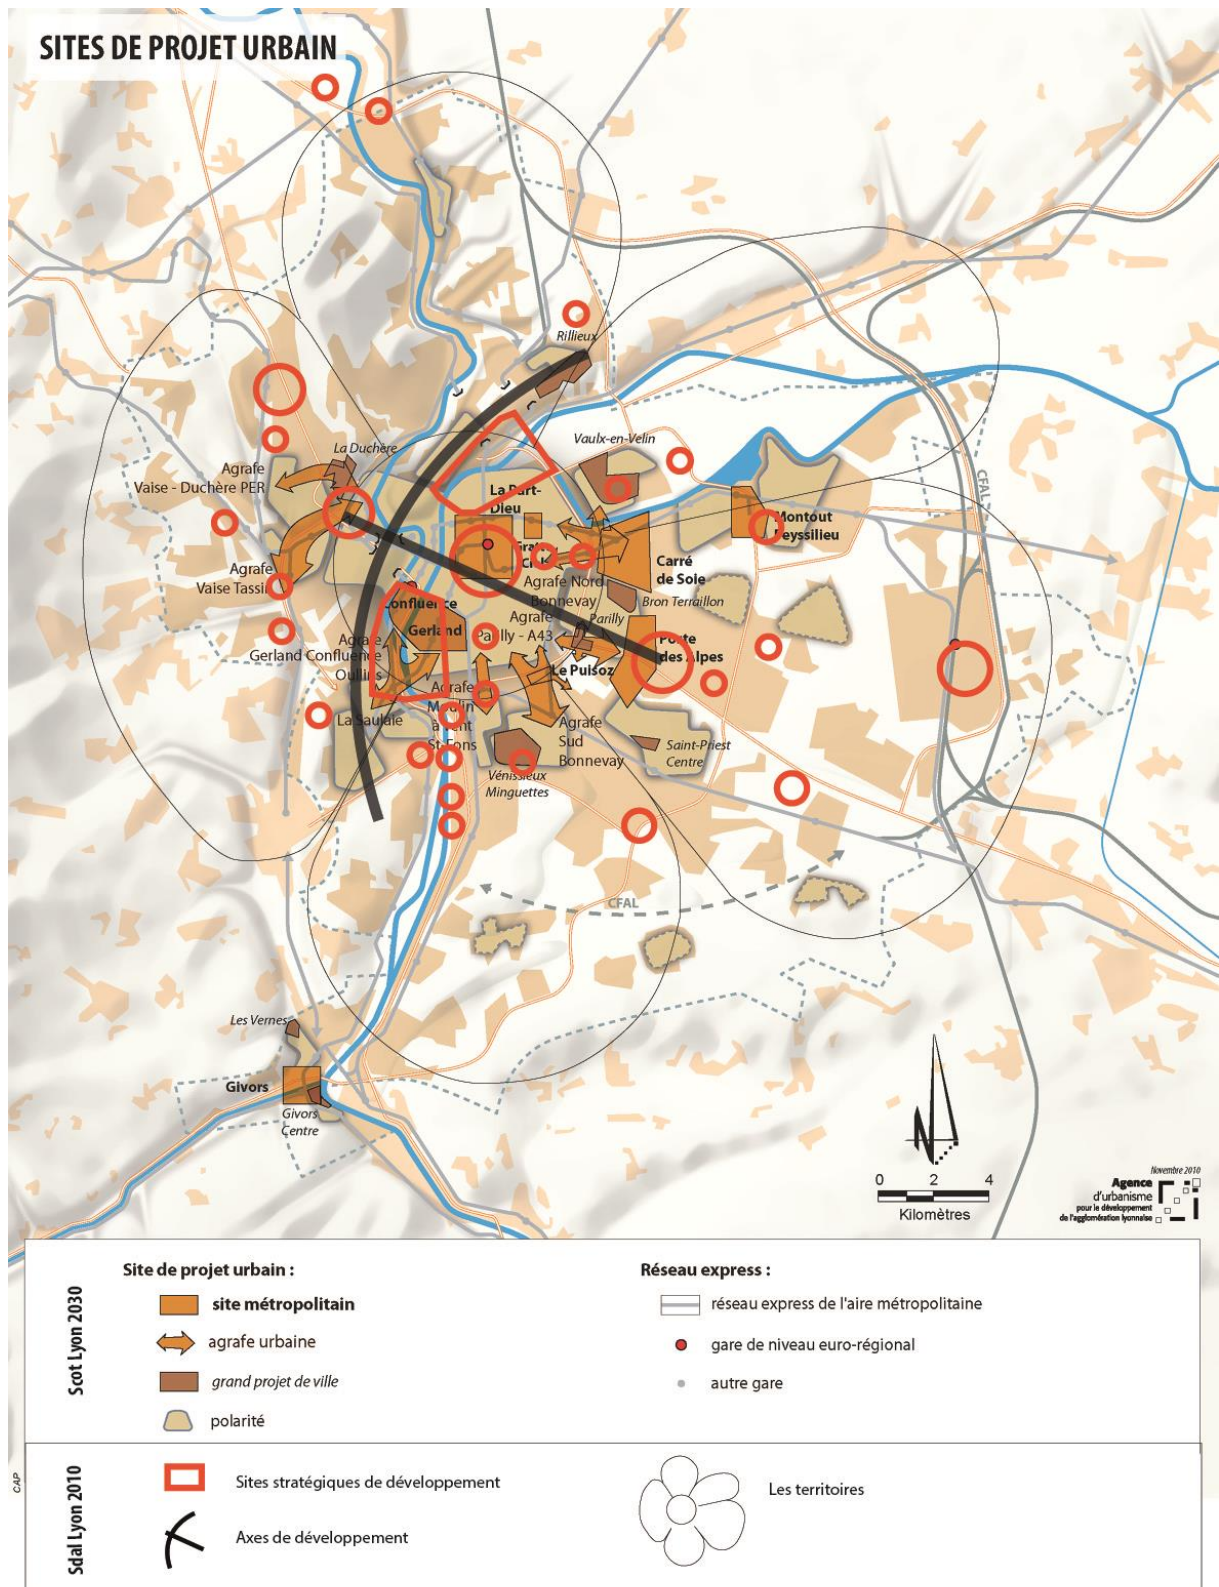 SITES DE PROJET URBAIN
Rillieux
La Duchère
Vaulx-en-Velin
Agrafe
Vaise - Duchère PER
La Part-
Dieu
CFAL
Montout
Peyssilieu
Agrafe
Vaise Tassin
Carré
de Soie
Agrafe Nord
Bonnevay
Bron Terraillon
Confluence
Gerland
Agrafe
Parilly - A43
Parilly
Porte
des Alpes
Agrafe
Gerland Confluence
Oullins
Le Puisoz
La Saulaie
Agrafe
Moulin
à Vent
St-Fons
Agrafe
Sud
Bonnevay
Saint-Priest
Centre
Vénissieux
Minguettes
CFAL
Les Vernes
Givors
Givors
Centre
0 2 4
Kilomètres
Novembre 2010
Agence
d'urbanisme
pour le développement
de l'agglomération lyonnaise
Scot Lyon 2030
Site de projet urbain :
site métropolitain
agrafe urbaine
grand projet de ville
polarité
Réseau express :
réseau express de l'aire métropolitaine
gare de niveau euro-régional
autre gare
CAP
Sdal Lyon 2010
Sites stratégiques de développement
Axes de développement
Les territoires